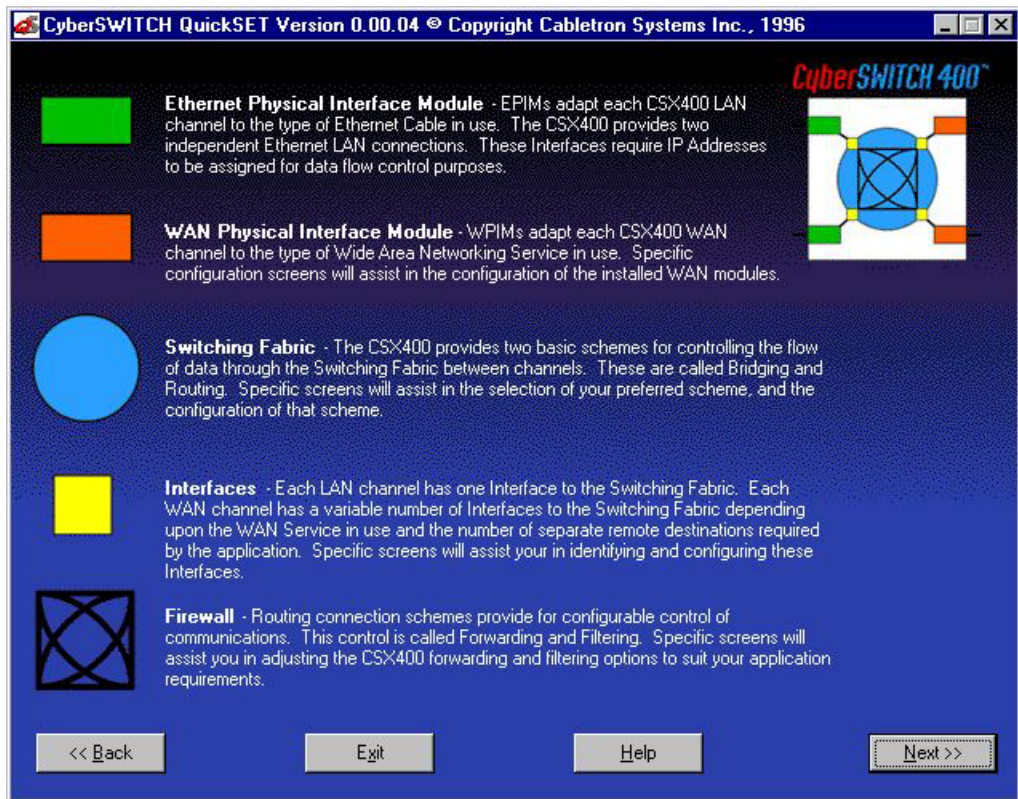 CyberSWITCH QuickSET Version 0.00.04 © Copyright Cabletron Systems Inc., 1996
CyberSWITCH 400™
Ethernet Physical Interface Module - EPIMs adapt each CSX400 LAN
channel to the type of Ethernet Cable in use. The CSX400 provides two
independent Ethernet LAN connections. These Interfaces require IP Addresses
to be assigned for data flow control purposes.
WAN Physical Interface Module - WPIMs adapt each CSX400 WAN
channel to the type of Wide Area Networking Service in use. Specific
configuration screens will assist in the configuration of the installed WAN modules.
Switching Fabric - The CSX400 provides two basic schemes for controlling the flow
of data through the Switching Fabric between channels. These are called Bridging and
Routing. Specific screens will assist in the selection of your preferred scheme, and the
configuration of that scheme.
Interfaces - Each LAN channel has one Interface to the Switching Fabric. Each
WAN channel has a variable number of Interfaces to the Switching Fabric depending
upon the WAN Service in use and the number of separate remote destinations required
by the application. Specific screens will assist your in identifying and configuring these
Interfaces.
Firewall - Routing connection schemes provide for configurable control of
communications. This control is called Forwarding and Filtering. Specific screens will
assist you in adjusting the CSX400 forwarding and filtering options to suit your application
requirements.
<< Back
Exit
Help
Next >>